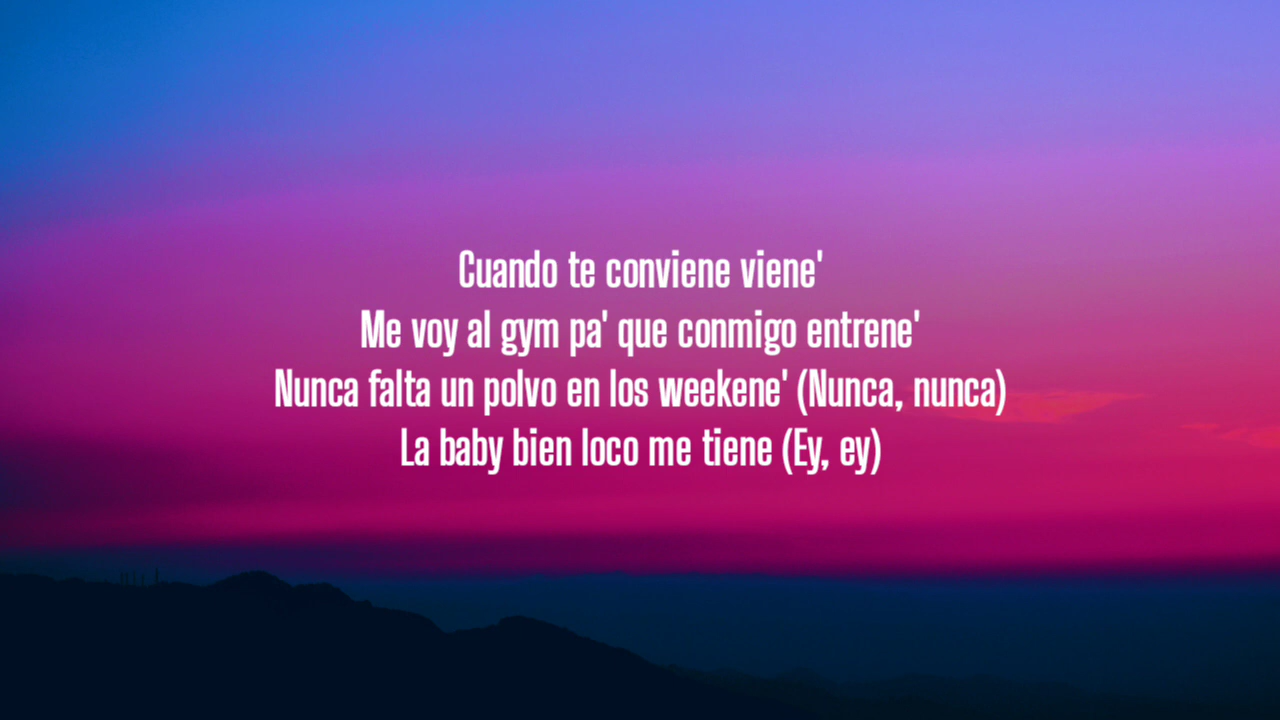 Cuando te conviene viene'
Me voy al gym pa' que conmigo entrene'
Nunca falta un polvo en los weekene' (Nunca, nunca)
La baby bien loco me tiene (Ey, ey)